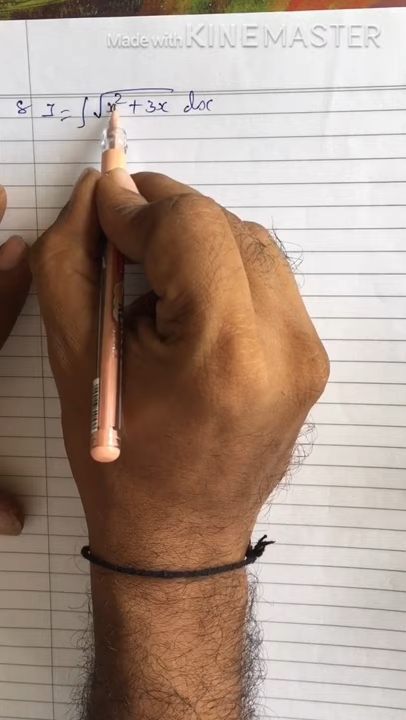 Made with KINEMASTER
8 I = ∫ √x² + 3x dx